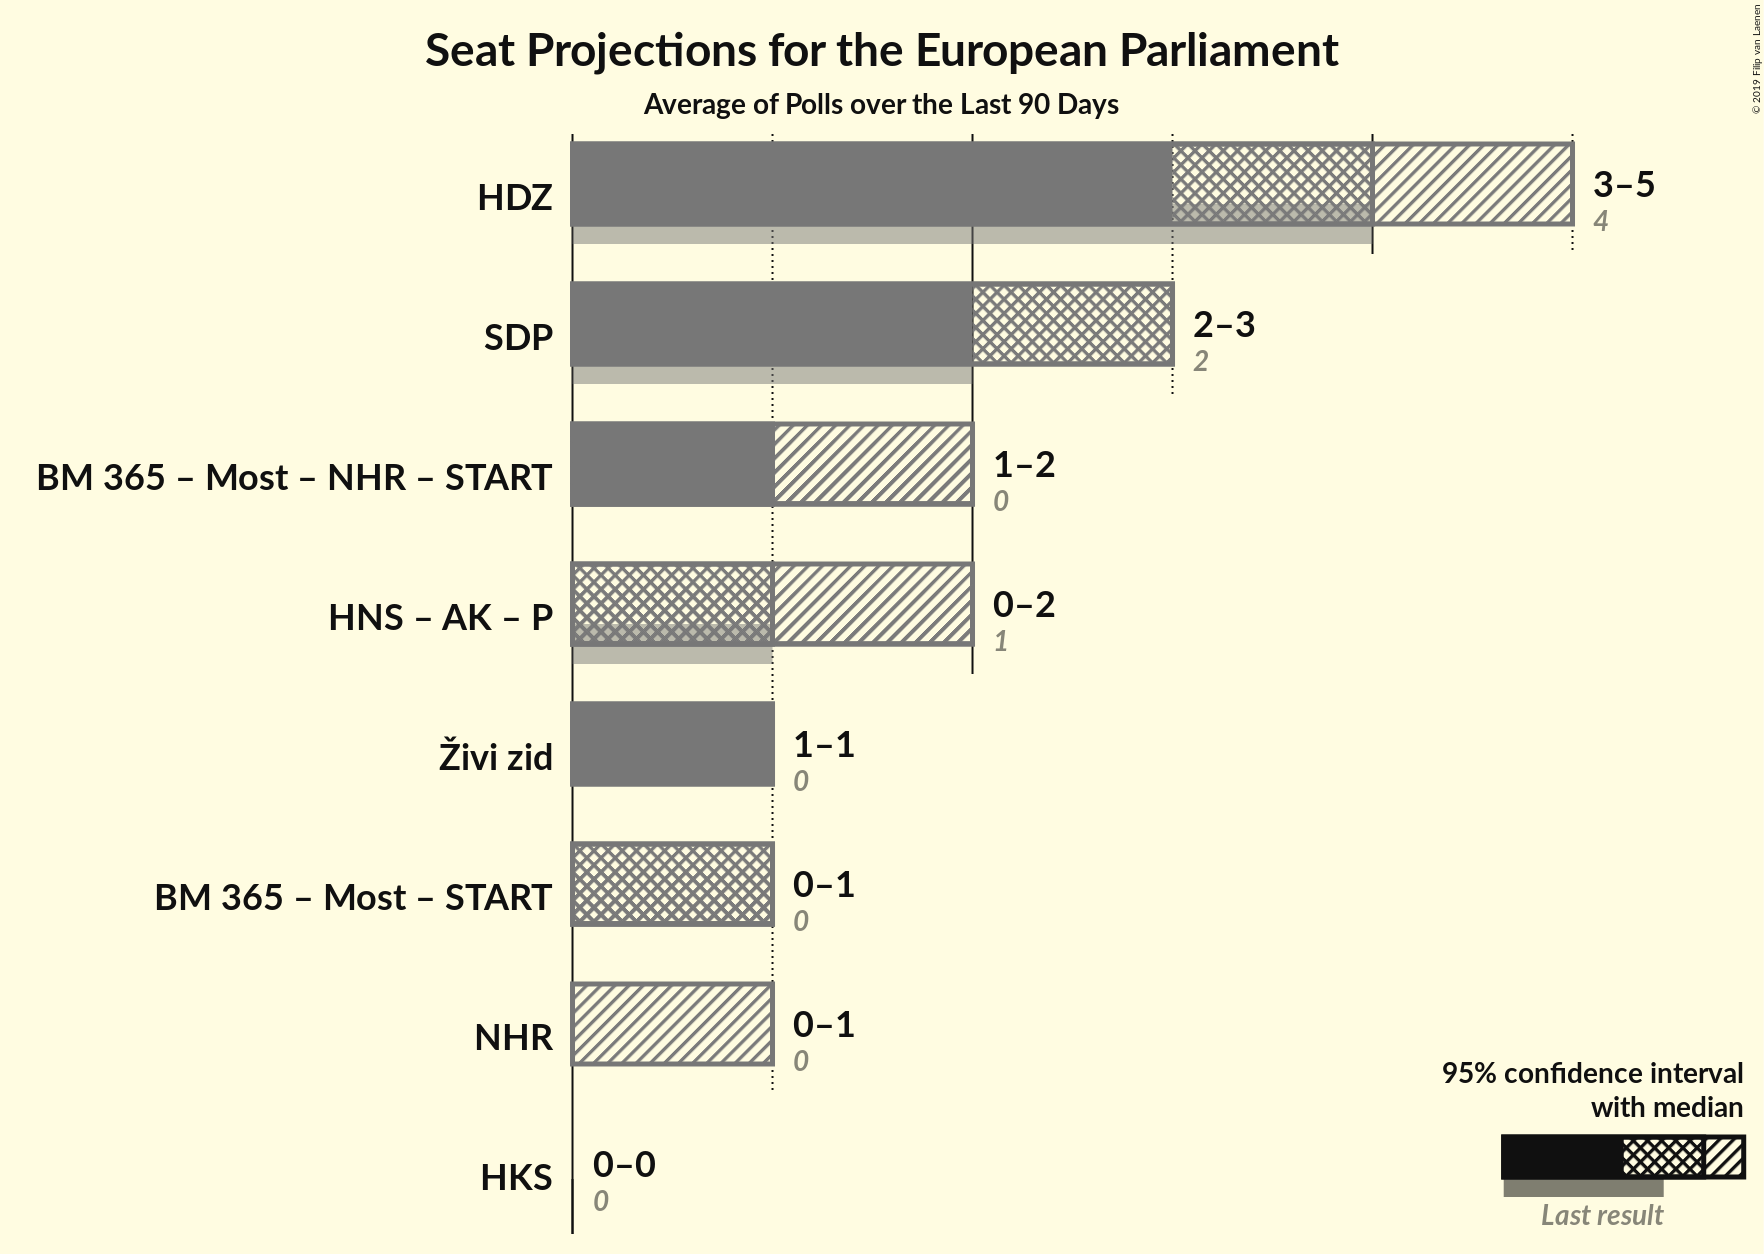 Seat Projections for the European Parliament
Average of Polls over the Last 90 Days
© 2019 Filip van Laenen
HDZ
3–5
4
SDP
2–3
2
BM 365 – Most – NHR – START
1–2
0
HNS – AK – P
0–2
1
Živi zid
1–1
0
BM 365 – Most – START
0–1
0
NHR
0–1
0
HKS
0–0
0
95% confidence interval
with median
Last result